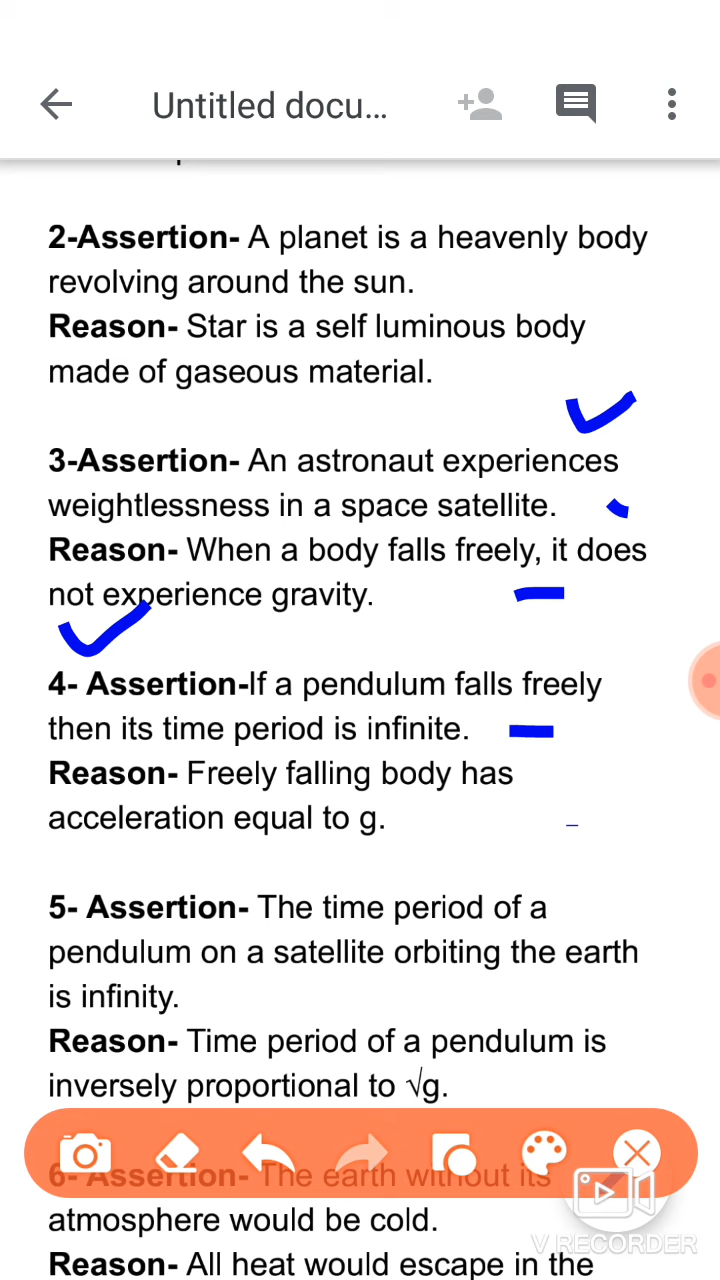 Untitled docu...
2-Assertion- A planet is a heavenly body
revolving around the sun.
Reason- Star is a self luminous body
made of gaseous material.
3-Assertion- An astronaut experiences
weightlessness in a space satellite.
Reason- When a body falls freely, it does
not experience gravity.
4- Assertion-If a pendulum falls freely
then its time period is infinite.
Reason- Freely falling body has
acceleration equal to g.
5- Assertion- The time period of a
pendulum on a satellite orbiting the earth
is infinity.
Reason- Time period of a pendulum is
inversely proportional to √g.
6- Assertion- The earth without its
atmosphere would be cold.
V RECORDER
Reason- All heat would escape in the